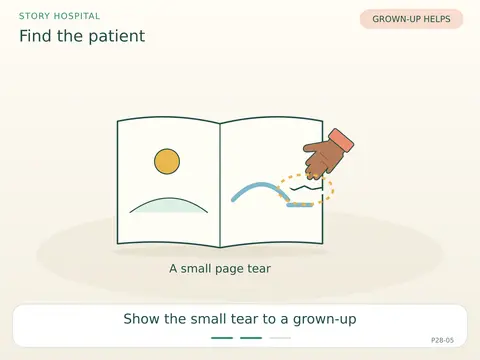 STORY HOSPITAL
GROWN-UP HELPS
Find the patient
A small page tear
Show the small tear to a grown-up
P28-05